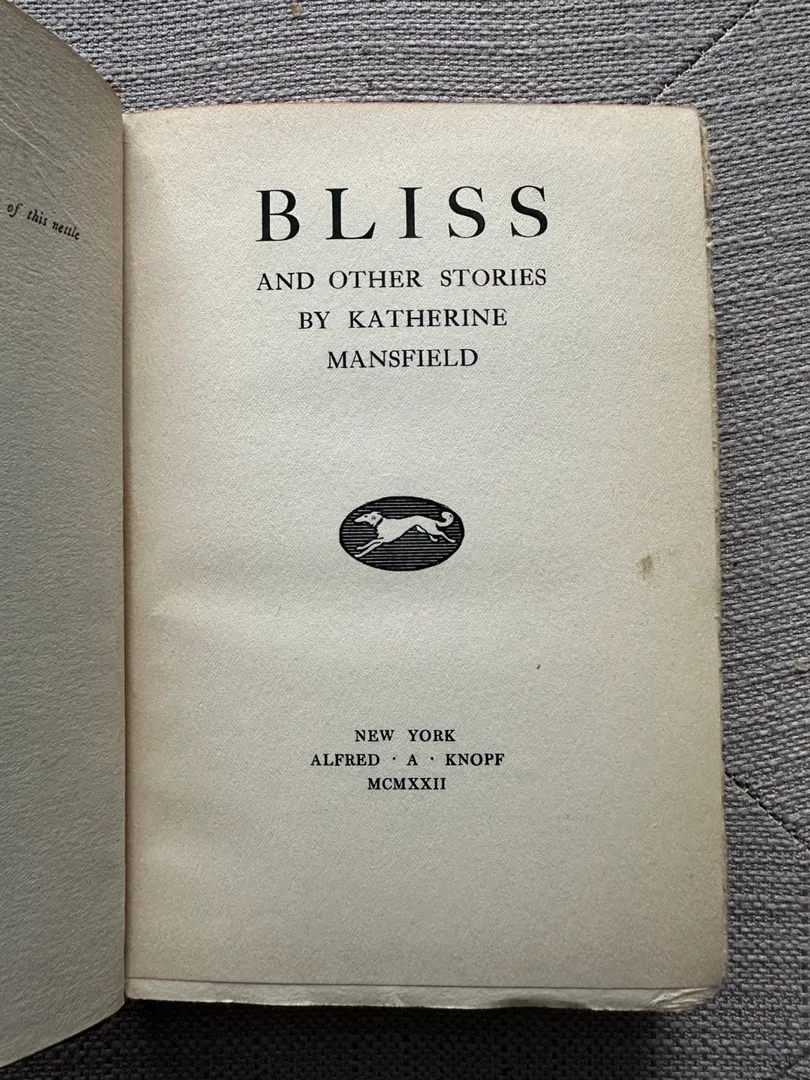 of this nettle
BLISS
AND OTHER STORIES
BY KATHERINE
MANSFIELD
NEW YORK
ALFRED · A · KNOPF
MCMXXII